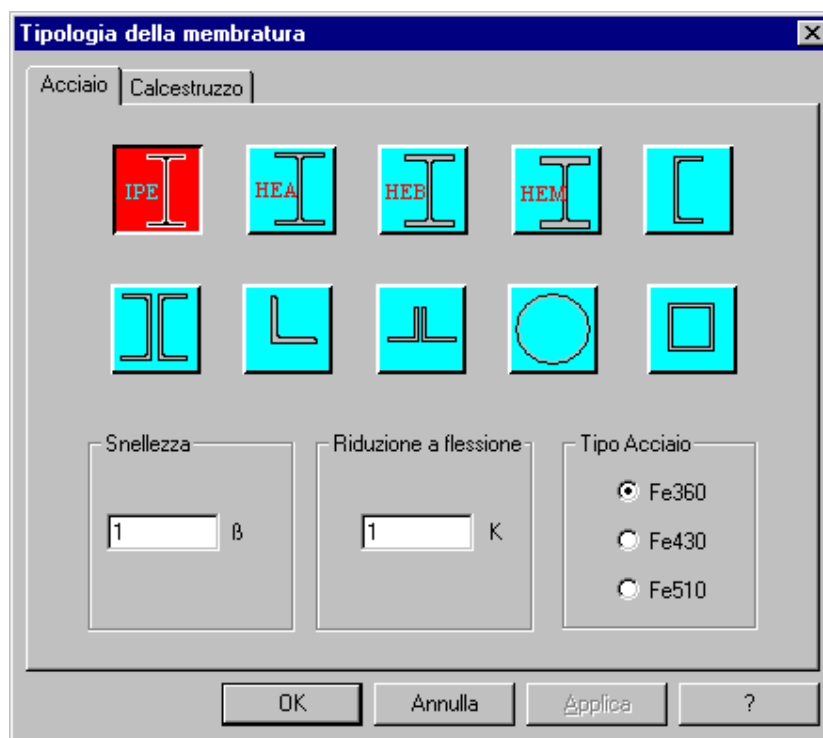 Tipologia della membratura
Acciaio Calcestruzzo
IPE HEA HEB HEM
Snellezza Riduzione a flessione Tipo Acciaio
Fe360
1 ß 1 K Fe430
Fe510
OK Annulla Applica ?